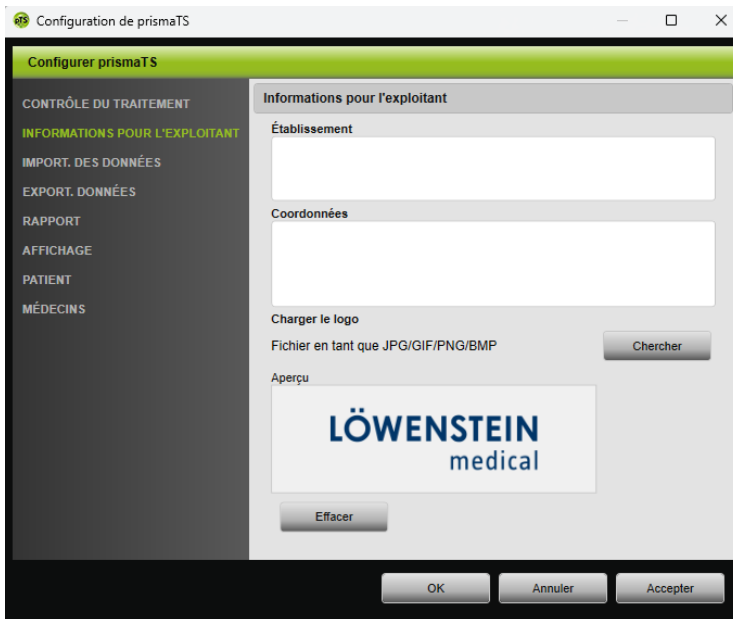 pTS Configuration de prismaTS
Configurer prismaTS
CONTRÔLE DU TRAITEMENT
INFORMATIONS POUR L'EXPLOITANT
IMPORT. DES DONNÉES
EXPORT. DONNÉES
RAPPORT
AFFICHAGE
PATIENT
MÉDECINS
Informations pour l'exploitant
Établissement
Coordonnées
Charger le logo
Fichier en tant que JPG/GIF/PNG/BMP
Chercher
Aperçu
LÖWENSTEIN
medical
Effacer
OK
Annuler
Accepter